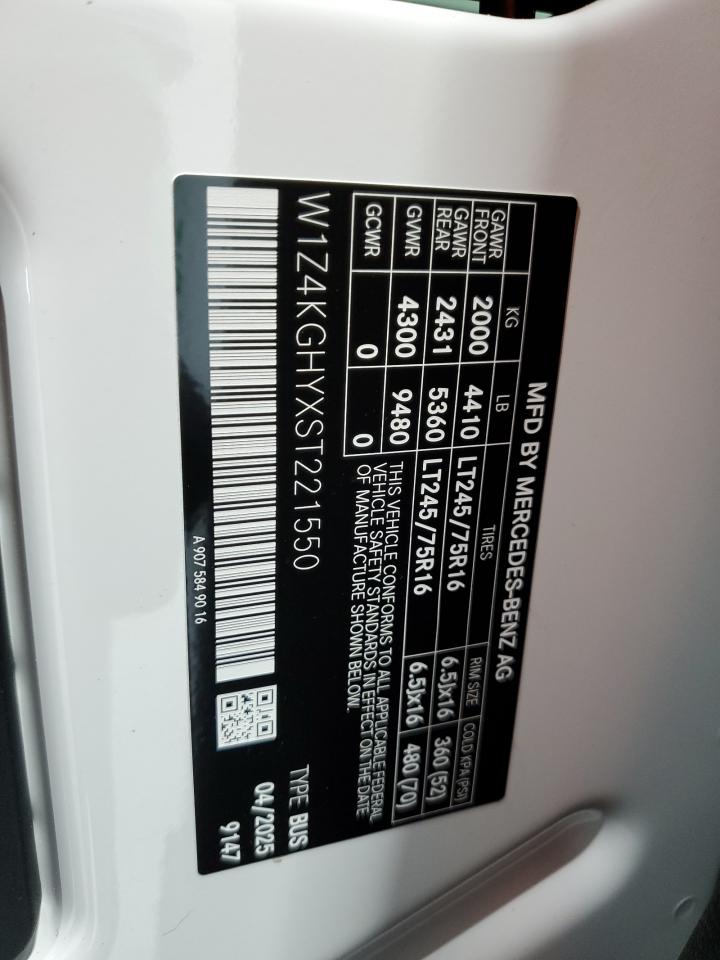 MFD BY MERCEDES-BENZ AG
KG LB TIRES RIM SIZE COLD KPA(PSI)
GAWR FRONT 2000 4410 LT245/75R16 6.5Jx16 360(52)
GAWR REAR 2431 5360 LT245/75R16 6.5Jx16 480(70)
GVWR 4300 9480
GCWR 0 0
THIS VEHICLE CONFORMS TO ALL APPLICABLE FEDERAL
VEHICLE SAFETY STANDARDS IN EFFECT ON THE DATE
OF MANUFACTURE SHOWN BELOW.
W1Z4KGHYXST221550
TYPE BUS
04/2025
9147
A 907 584 90 16